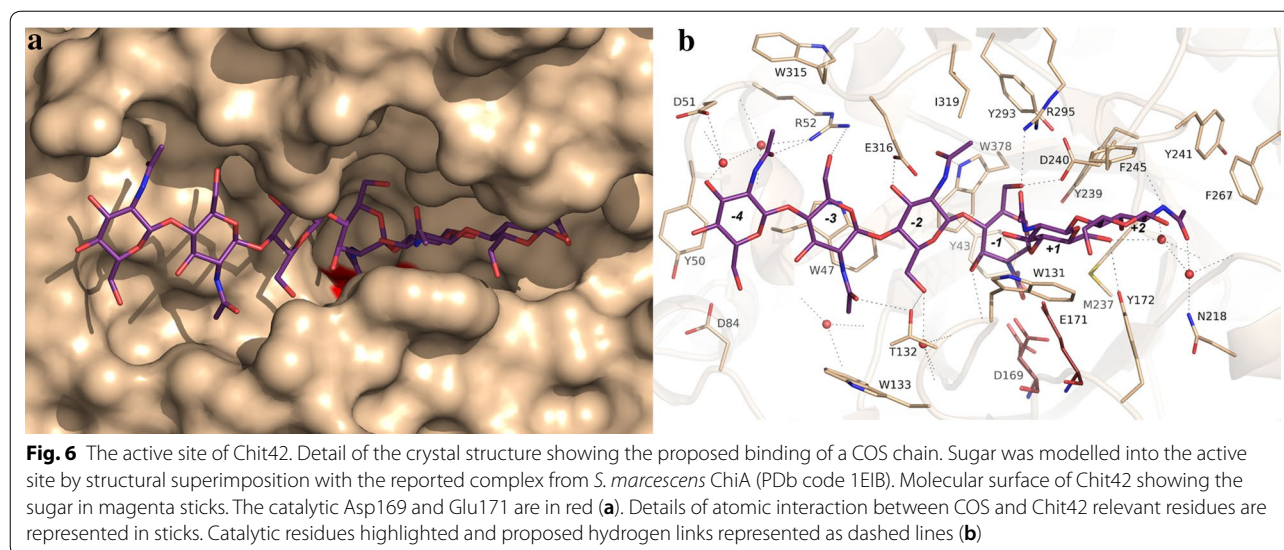 a
b
W315
D51
R52
I319
Y293
R295
E316
W378
D240
F245
Y241
Y239
F267
-4
-3
-2
-1
+1
+2
Y50
W47
Y43
W131
M237
D84
E171
Y172
N218
T132
D169
W133
Fig. 6 The active site of Chit42. Detail of the crystal structure showing the proposed binding of a COS chain. Sugar was modelled into the active
site by structural superimposition with the reported complex from S. marcescens ChiA (PDb code 1EIB). Molecular surface of Chit42 showing the
sugar in magenta sticks. The catalytic Asp169 and Glu171 are in red (a). Details of atomic interaction between COS and Chit42 relevant residues are
represented in sticks. Catalytic residues highlighted and proposed hydrogen links represented as dashed lines (b)